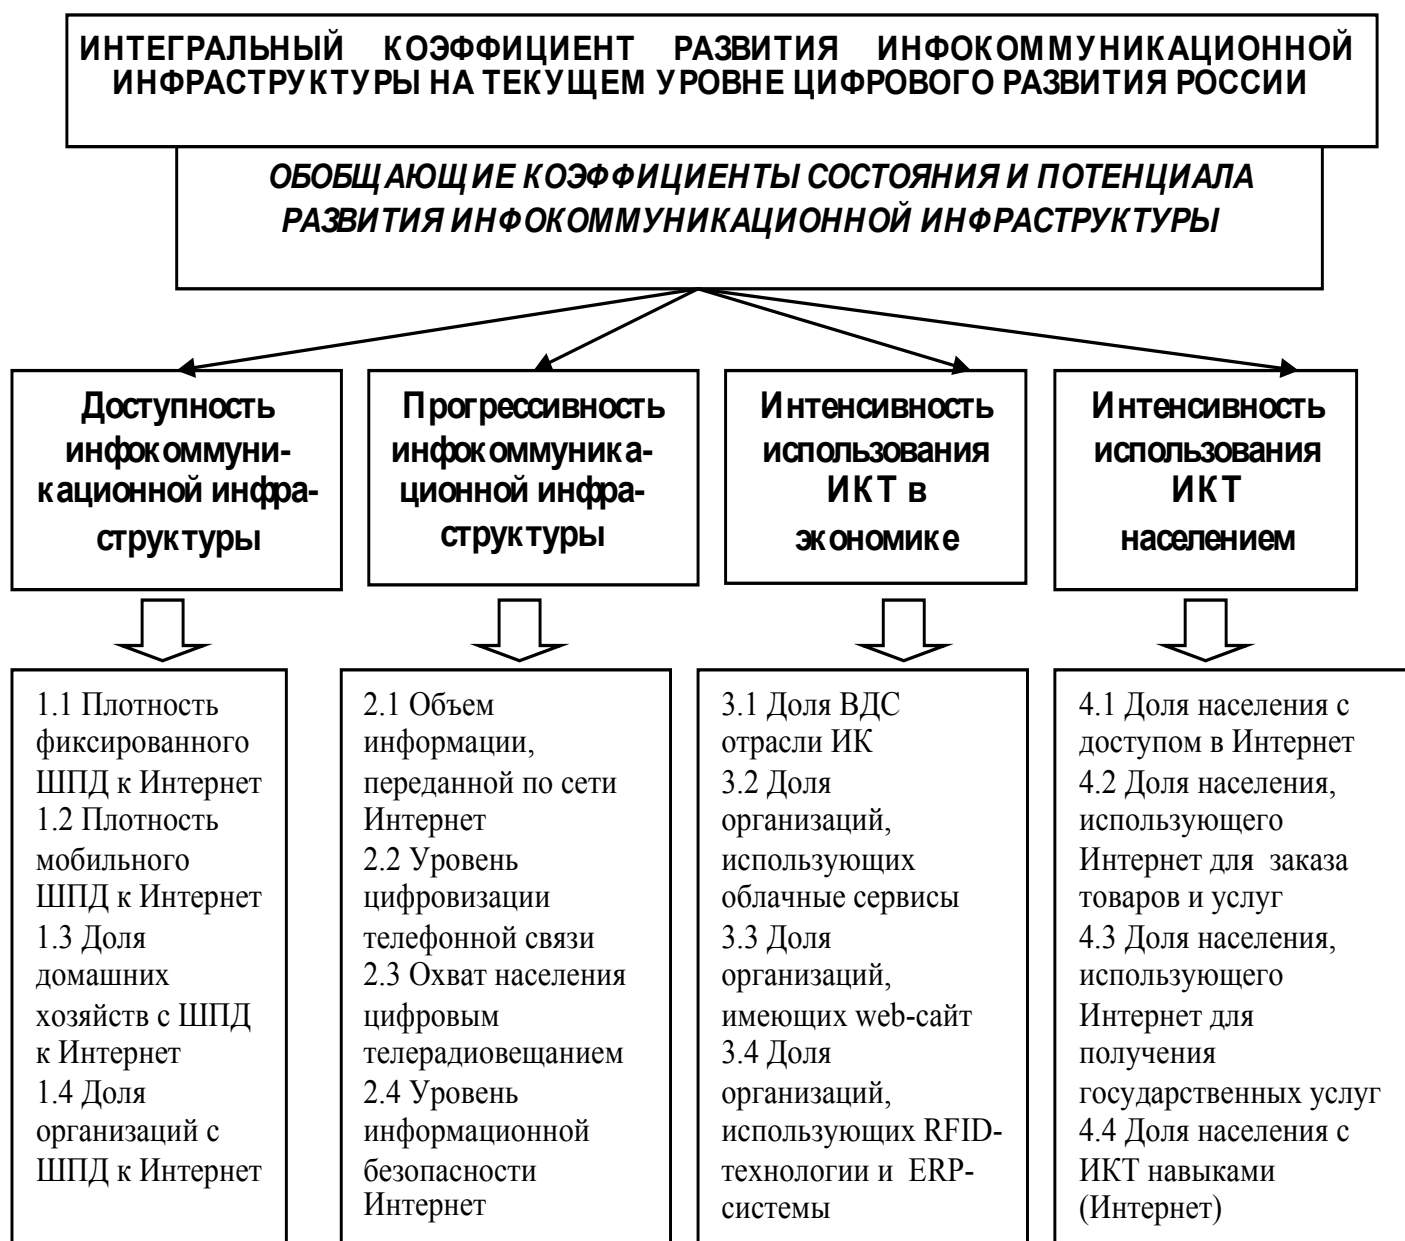 ИНТЕГРАЛЬНЫЙ КОЭФФИЦИЕНТ РАЗВИТИЯ ИНФОКОММУНИКАЦИОННОЙ
ИНФРАСТРУКТУРЫ НА ТЕКУЩЕМ УРОВНЕ ЦИФРОВОГО РАЗВИТИЯ РОССИИ
ОБОБЩАЮЩИЕ КОЭФФИЦИЕНТЫ СОСТОЯНИЯ И ПОТЕНЦИАЛА
РАЗВИТИЯ ИНФОКОММУНИКАЦИОННОЙ ИНФРАСТРУКТУРЫ
Доступность
инфокоммуни-
кационной инфра-
структуры
Прогрессивность
инфокоммуника-
ционной инфра-
структуры
Интенсивность
использования
ИКТ в
экономике
Интенсивность
использования
ИКТ
населением
1.1 Плотность
фиксированного
ШПД к Интернет
1.2 Плотность
мобильного
ШПД к Интернет
1.3 Доля
домашних
хозяйств с ШПД
к Интернет
1.4 Доля
организаций с
ШПД к Интернет
2.1 Объем
информации,
переданной по сети
Интернет
2.2 Уровень
цифровизации
телефонной связи
2.3 Охват населения
цифровым
телерадиовещанием
2.4 Уровень
информационной
безопасности
Интернет
3.1 Доля ВДС
отрасли ИК
3.2 Доля
организаций,
использующих
облачные сервисы
3.3 Доля
организаций,
имеющих web-сайт
3.4 Доля
организаций,
использующих RFID-
технологии и ERP-
системы
4.1 Доля населения с
доступом в Интернет
4.2 Доля населения,
использующего
Интернет для заказа
товаров и услуг
4.3 Доля населения,
использующего
Интернет для
получения
государственных услуг
4.4 Доля населения с
ИКТ навыками
(Интернет)